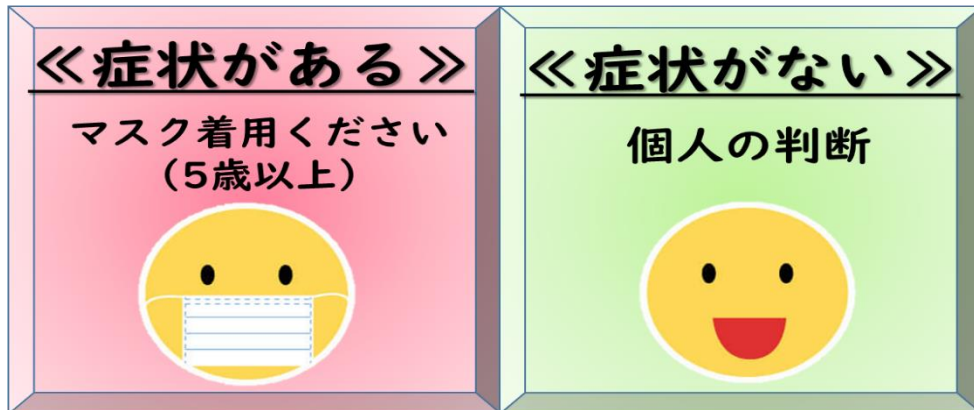 ≪症状がある≫
マスク着用ください
(5歳以上)
≪症状がない≫
個人の判断